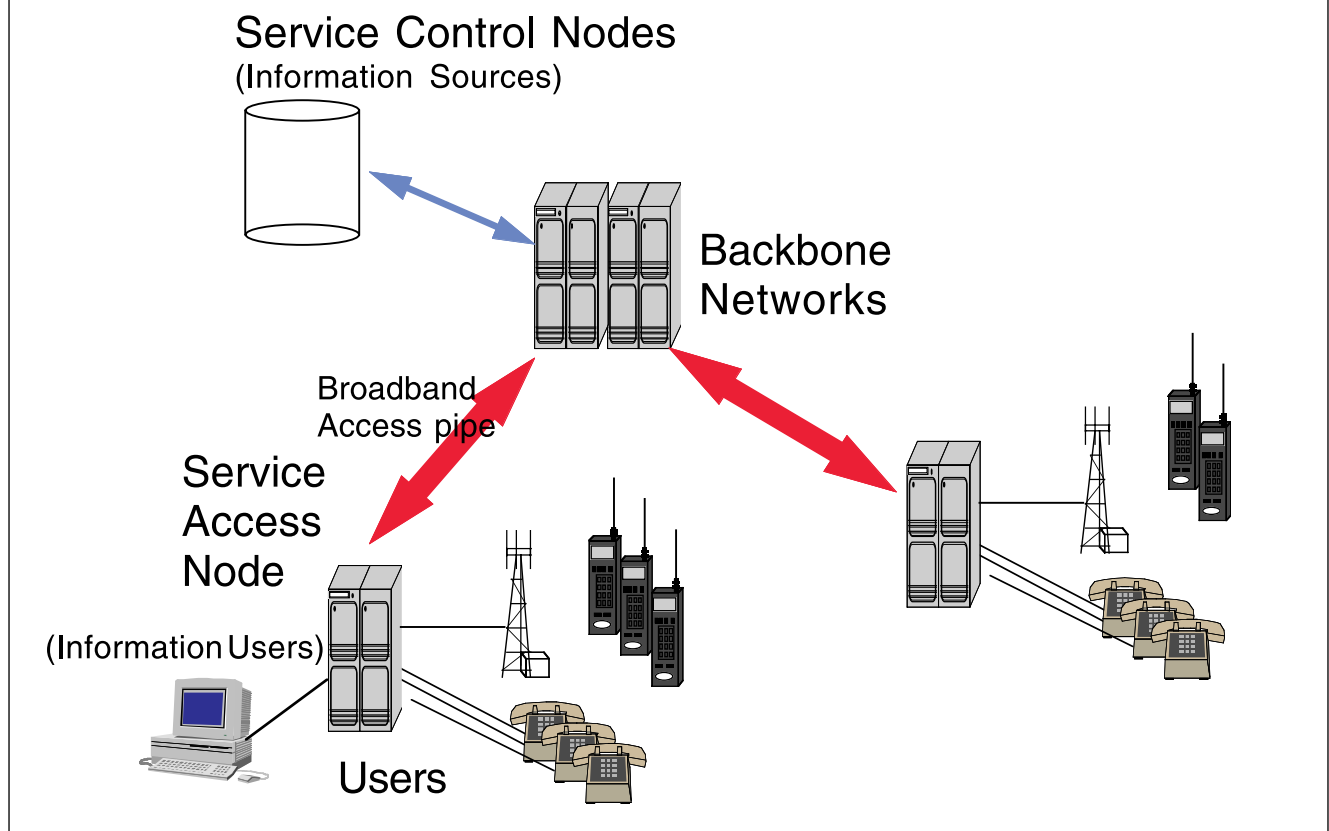 Service Control Nodes
(Information Sources)
Backbone
Networks
Broadband
Access pipe
Service
Access
Node
(Information Users)
Users